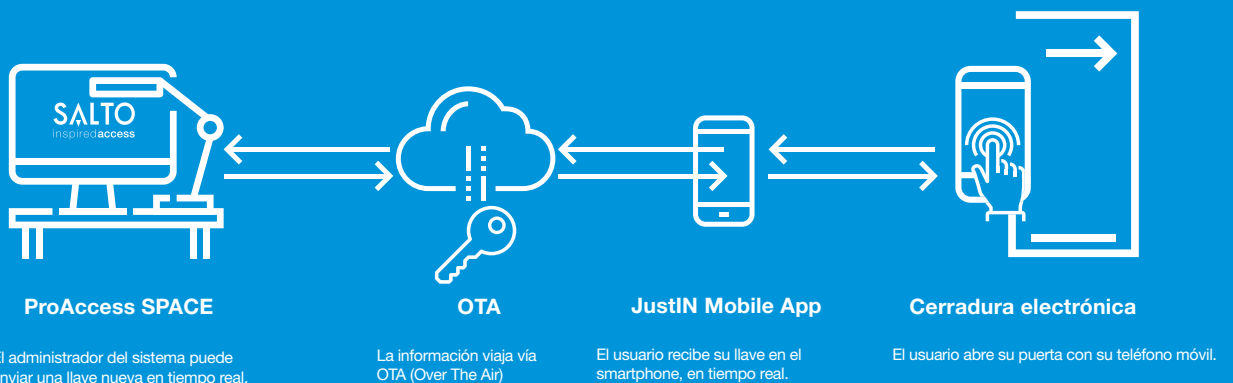 SALTO
inspiredaccess
ProAccess SPACE
OTA
JustIN Mobile App
Cerradura electrónica
El administrador del sistema puede
enviar una llave nueva en tiempo real.
La información viaja vía
OTA (Over The Air)
El usuario recibe su llave en el
smartphone, en tiempo real.
El usuario abre su puerta con su teléfono móvil.